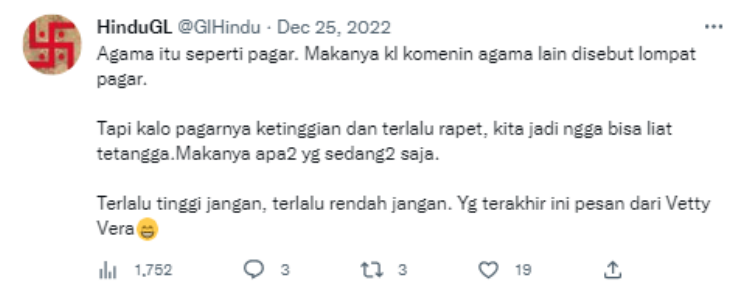 HinduGL @GlHindu · Dec 25, 2022
Agama itu seperti pagar. Makanya kl komenin agama lain disebut lompat
pagar.
Tapi kalo pagarnya ketinggian dan terlalu rapet, kita jadi ngga bisa liat
tetangga.Makanya apa2 yg sedang2 saja.
Terlalu tinggi jangan, terlalu rendah jangan. Yg terakhir ini pesan dari Vetty
Vera😄
1,752 3 3 19